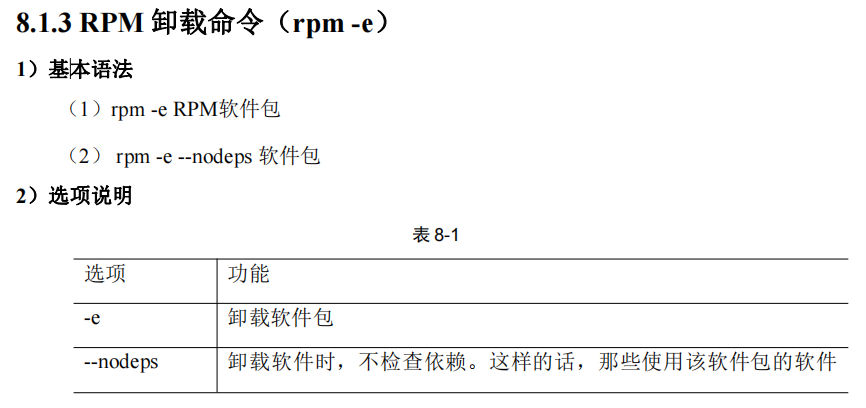 8.1.3 RPM 卸载命令（rpm -e）
1）基本语法
（1）rpm -e RPM软件包
（2） rpm -e --nodeps 软件包
2）选项说明
表 8-1
选项 功能
-e 卸载软件包
--nodeps 卸载软件时，不检查依赖。这样的话，那些使用该软件包的软件